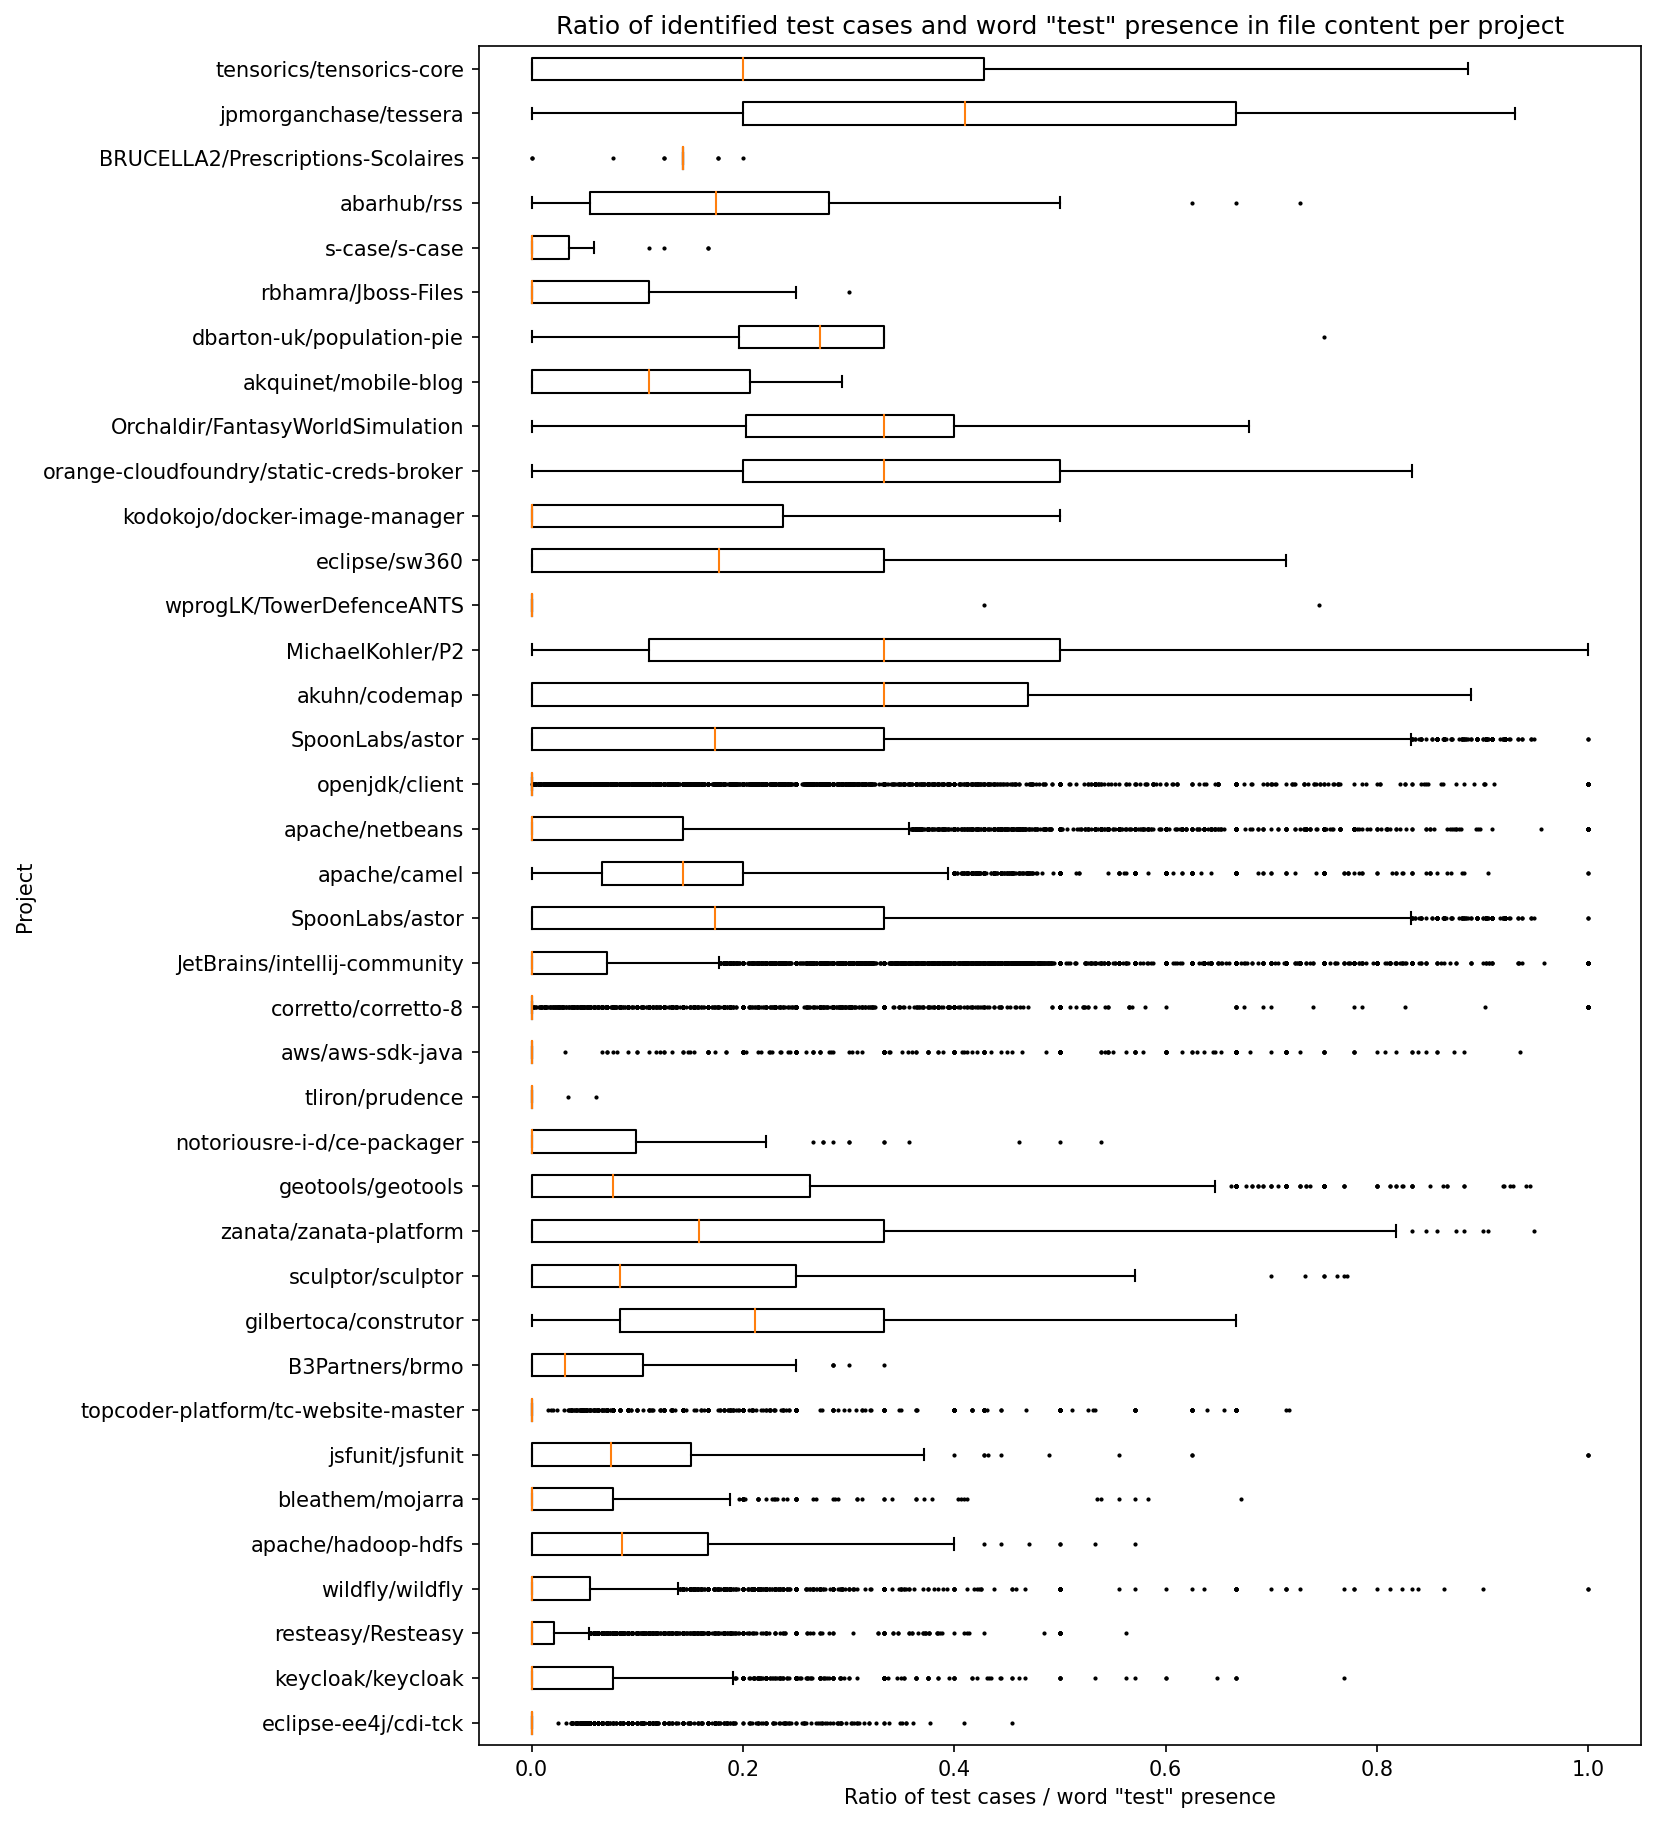 Ratio of identified test cases and word "test" presence in file content per project
tensorics/tensorics-core
jpmorganchase/tessera
BRUCELLA2/Prescriptions-Scolaires
abarhub/rss
s-case/s-case
rbhamra/Jboss-Files
dbarton-uk/population-pie
akquinet/mobile-blog
Orchaldir/FantasyWorldSimulation
orange-cloudfoundry/static-creds-broker
kodokojo/docker-image-manager
eclipse/sw360
wprogLK/TowerDefenceANTS
MichaelKohler/P2
akuhn/codemap
SpoonLabs/astor
openjdk/client
apache/netbeans
apache/camel
SpoonLabs/astor
JetBrains/intellij-community
corretto/corretto-8
aws/aws-sdk-java
tliron/prudence
notoriousre-i-d/ce-packager
geotools/geotools
zanata/zanata-platform
sculptor/sculptor
gilbertoca/construtor
B3Partners/brmo
topcoder-platform/tc-website-master
jsfunit/jsfunit
bleathem/mojarra
apache/hadoop-hdfs
wildfly/wildfly
resteasy/Resteasy
keycloak/keycloak
eclipse-ee4j/cdi-tck
Project
0.0 0.2 0.4 0.6 0.8 1.0
Ratio of test cases / word "test" presence